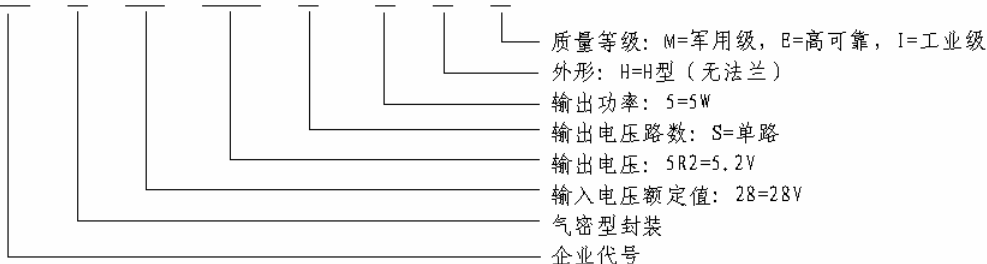 质量等级: M=军用级, E=高可靠, I=工业级
外形: H=H型 (无法兰)
输出功率: 5=5W
输出电压路数: S=单路
输出电压: 5R2=5.2V
输入电压额定值: 28=28V
气密型封装
企业代号